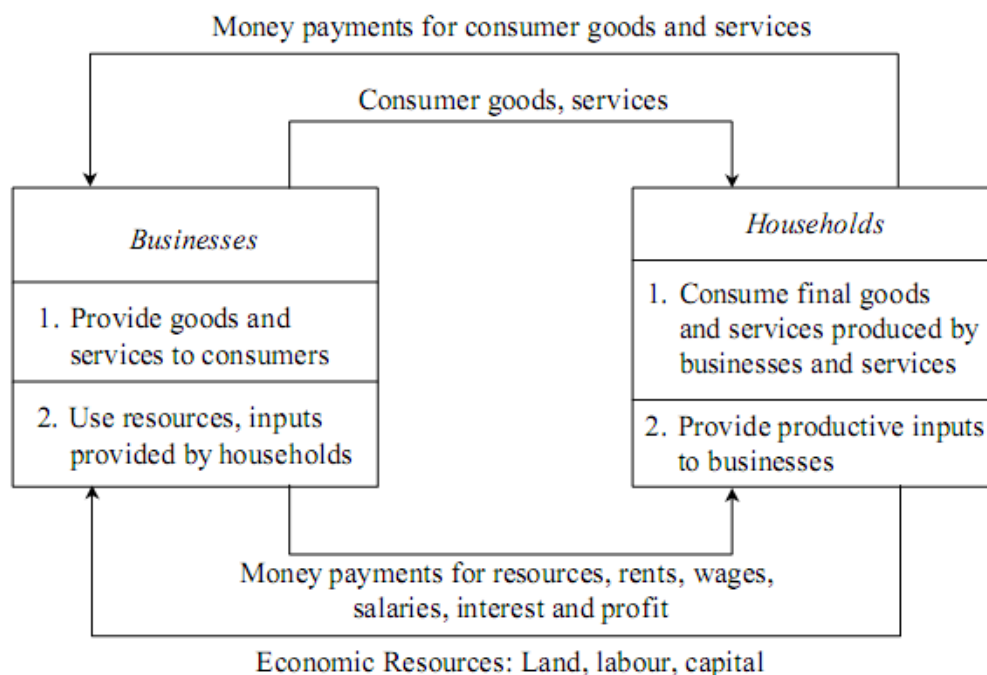 Money payments for consumer goods and services
Consumer goods, services
Businesses
1. Provide goods and
services to consumers
2. Use resources, inputs
provided by households
Households
1. Consume final goods
and services produced by
businesses and services
2. Provide productive inputs
to businesses
Money payments for resources, rents, wages,
salaries, interest and profit
Economic Resources: Land, labour, capital